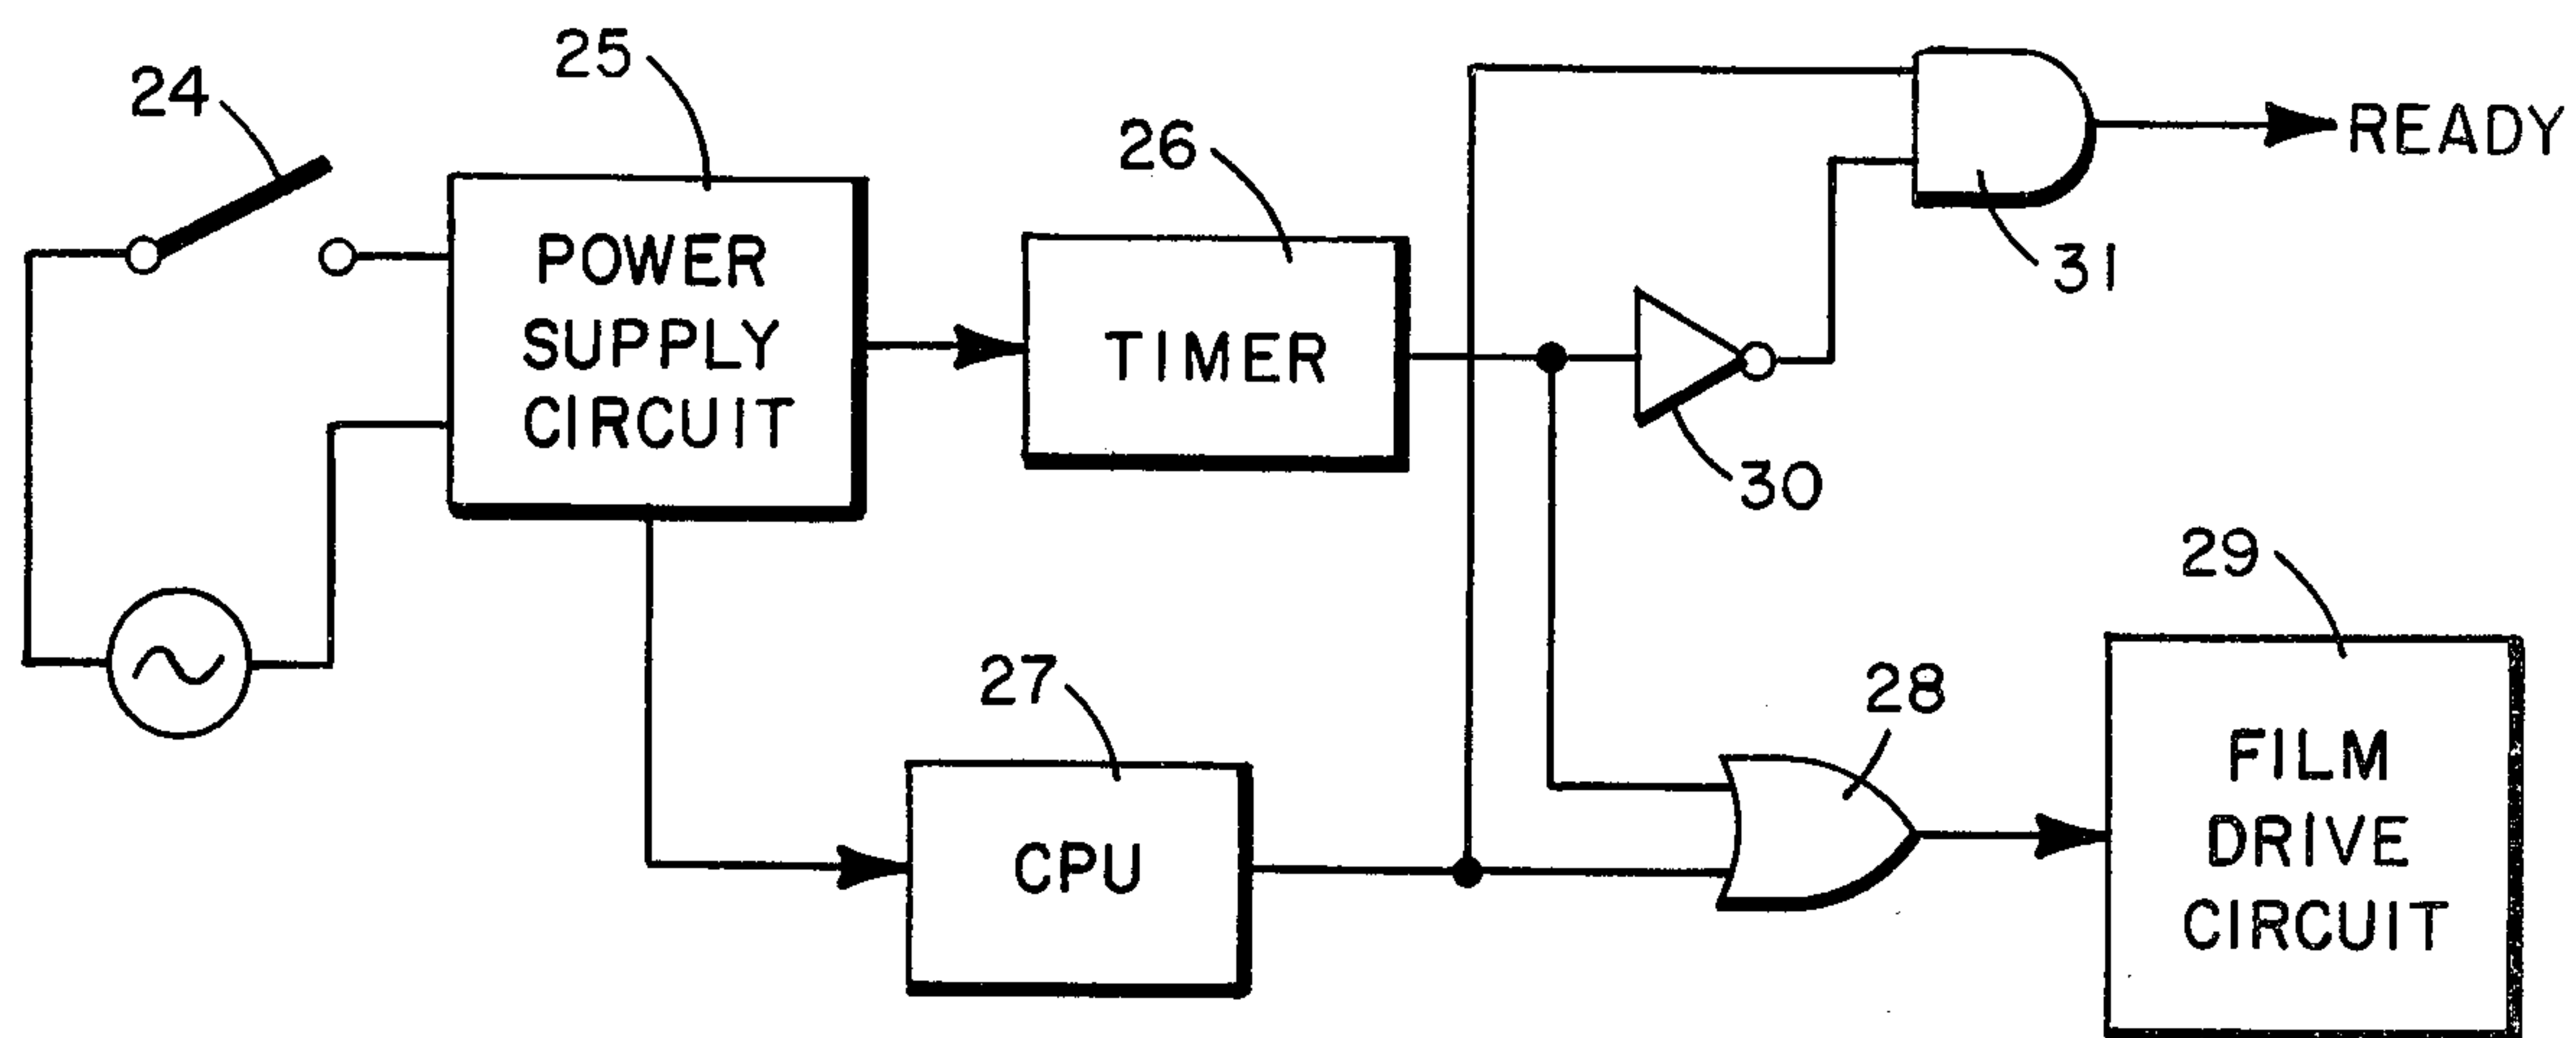 24
25
POWER
SUPPLY
CIRCUIT
26
TIMER
READY
31
30
27
CPU
28
29
FILM
DRIVE
CIRCUIT